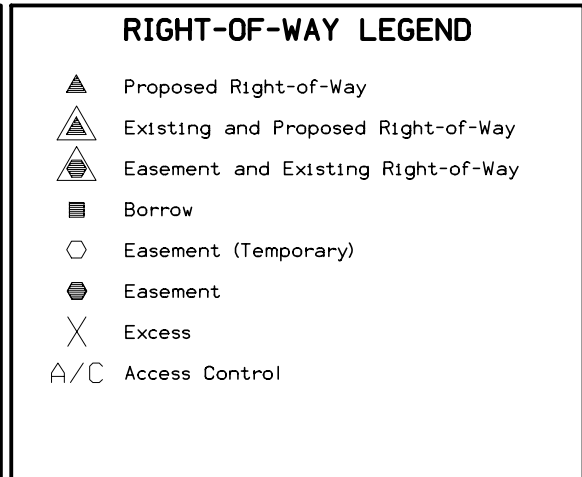 RIGHT-OF-WAY LEGEND
Proposed Right-of-Way
Existing and Proposed Right-of-Way
Easement and Existing Right-of-Way
Borrow
Easement (Temporary)
Easement
Excess
A/C Access Control